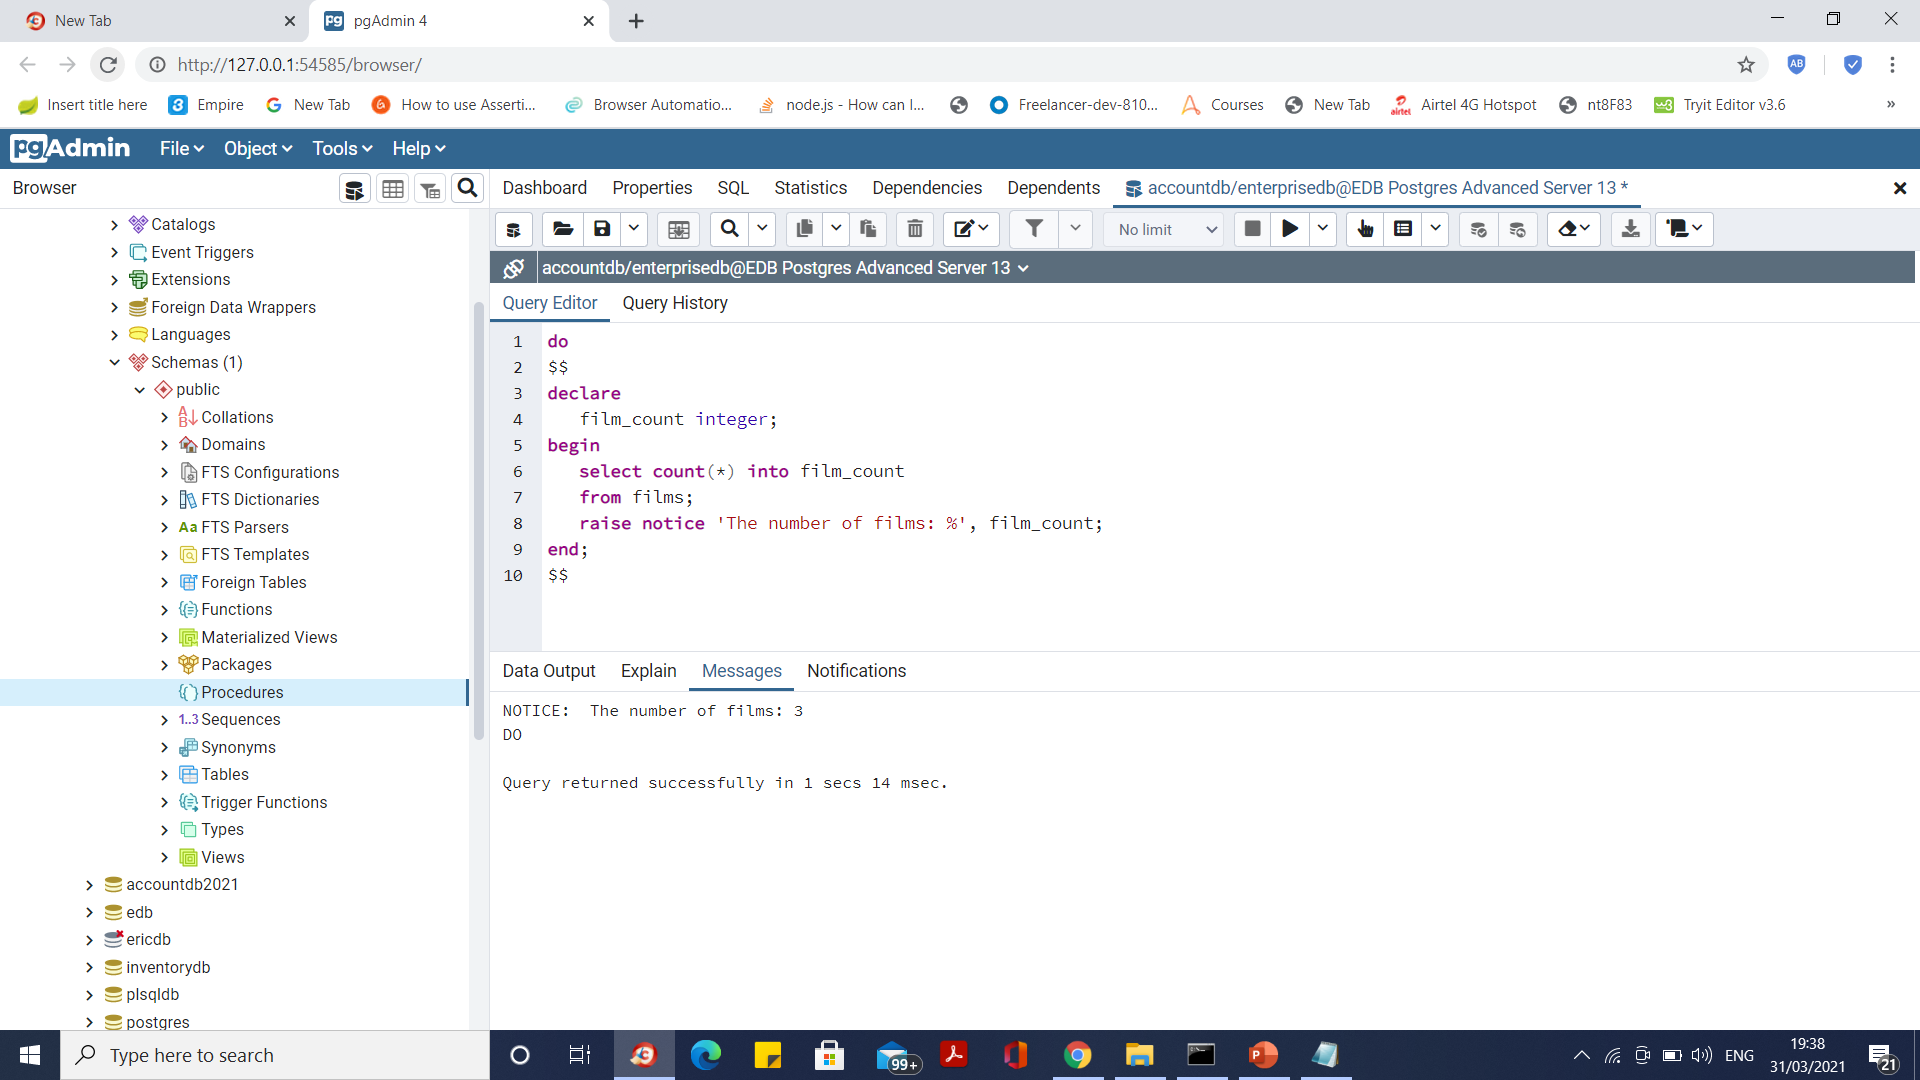 New Tab
pgAdmin 4
http://127.0.0.1:54585/browser/
Insert title here
Empire
New Tab
How to use Asserti...
Browser Automatio...
node.js - How can I...
Freelancer-dev-810...
Courses
New Tab
Airtel 4G Hotspot
nt8F83
Tryit Editor v3.6
»
pgAdmin
File
Object
Tools
Help
Browser
Dashboard
Properties
SQL
Statistics
Dependencies
Dependents
accountdb/enterprisedb@EDB Postgres Advanced Server 13 *
No limit
accountdb/enterprisedb@EDB Postgres Advanced Server 13
Query Editor
Query History
Catalogs
Event Triggers
Extensions
Foreign Data Wrappers
Languages
Schemas (1)
public
Collations
Domains
FTS Configurations
FTS Dictionaries
Aa FTS Parsers
FTS Templates
Foreign Tables
Functions
Materialized Views
Packages
Procedures
1..3 Sequences
Synonyms
Tables
Trigger Functions
Types
Views
accountdb2021
edb
ericdb
inventorydb
plsqldb
postgres
1 do
2 $$
3 declare
4 film_count integer;
5 begin
6 select count(*) into film_count
7 from films;
8 raise notice 'The number of films: %', film_count;
9 end;
10 $$
Data Output
Explain
Messages
Notifications
NOTICE:  The number of films: 3
DO
Query returned successfully in 1 secs 14 msec.
Type here to search
99+
ENG
19:38
31/03/2021
21